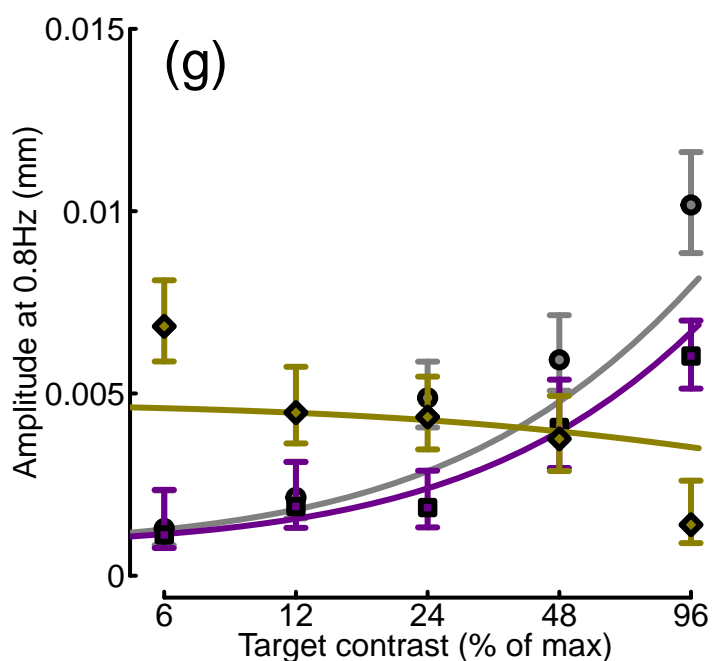 (g)
Amplitude at 0.8Hz (mm)
0.015
0.01
0.005
0
6 12 24 48 96
Target contrast (% of max)